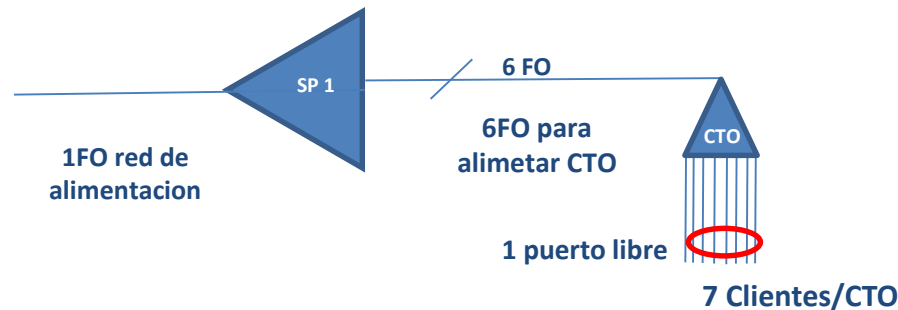 SP 1
6 FO
CTO
6FO para
alimetar CTO
1FO red de
alimentacion
1 puerto libre
7 Clientes/CTO